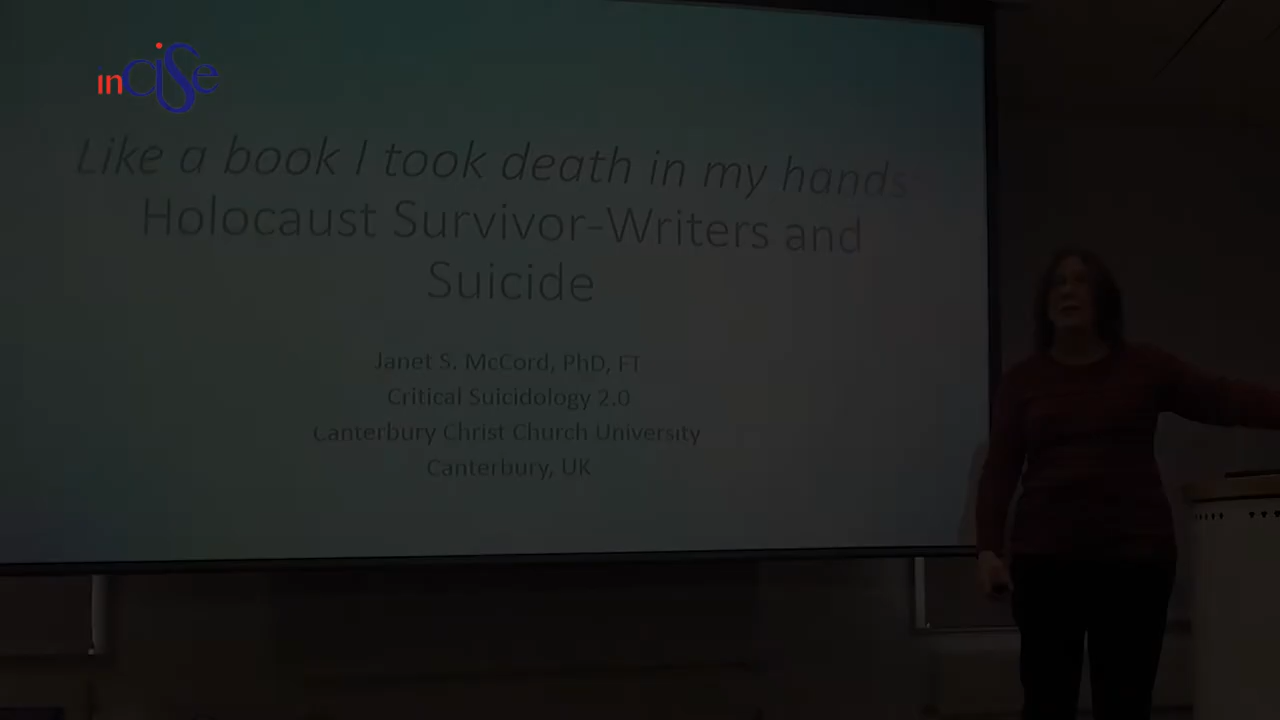 inCiSe
Like a book I took death in my hands:
Holocaust Survivor-Writers and
Suicide
Janet S. McCord, PhD, FT
Critical Suicidology 2.0
Canterbury Christ Church University
Canterbury, UK